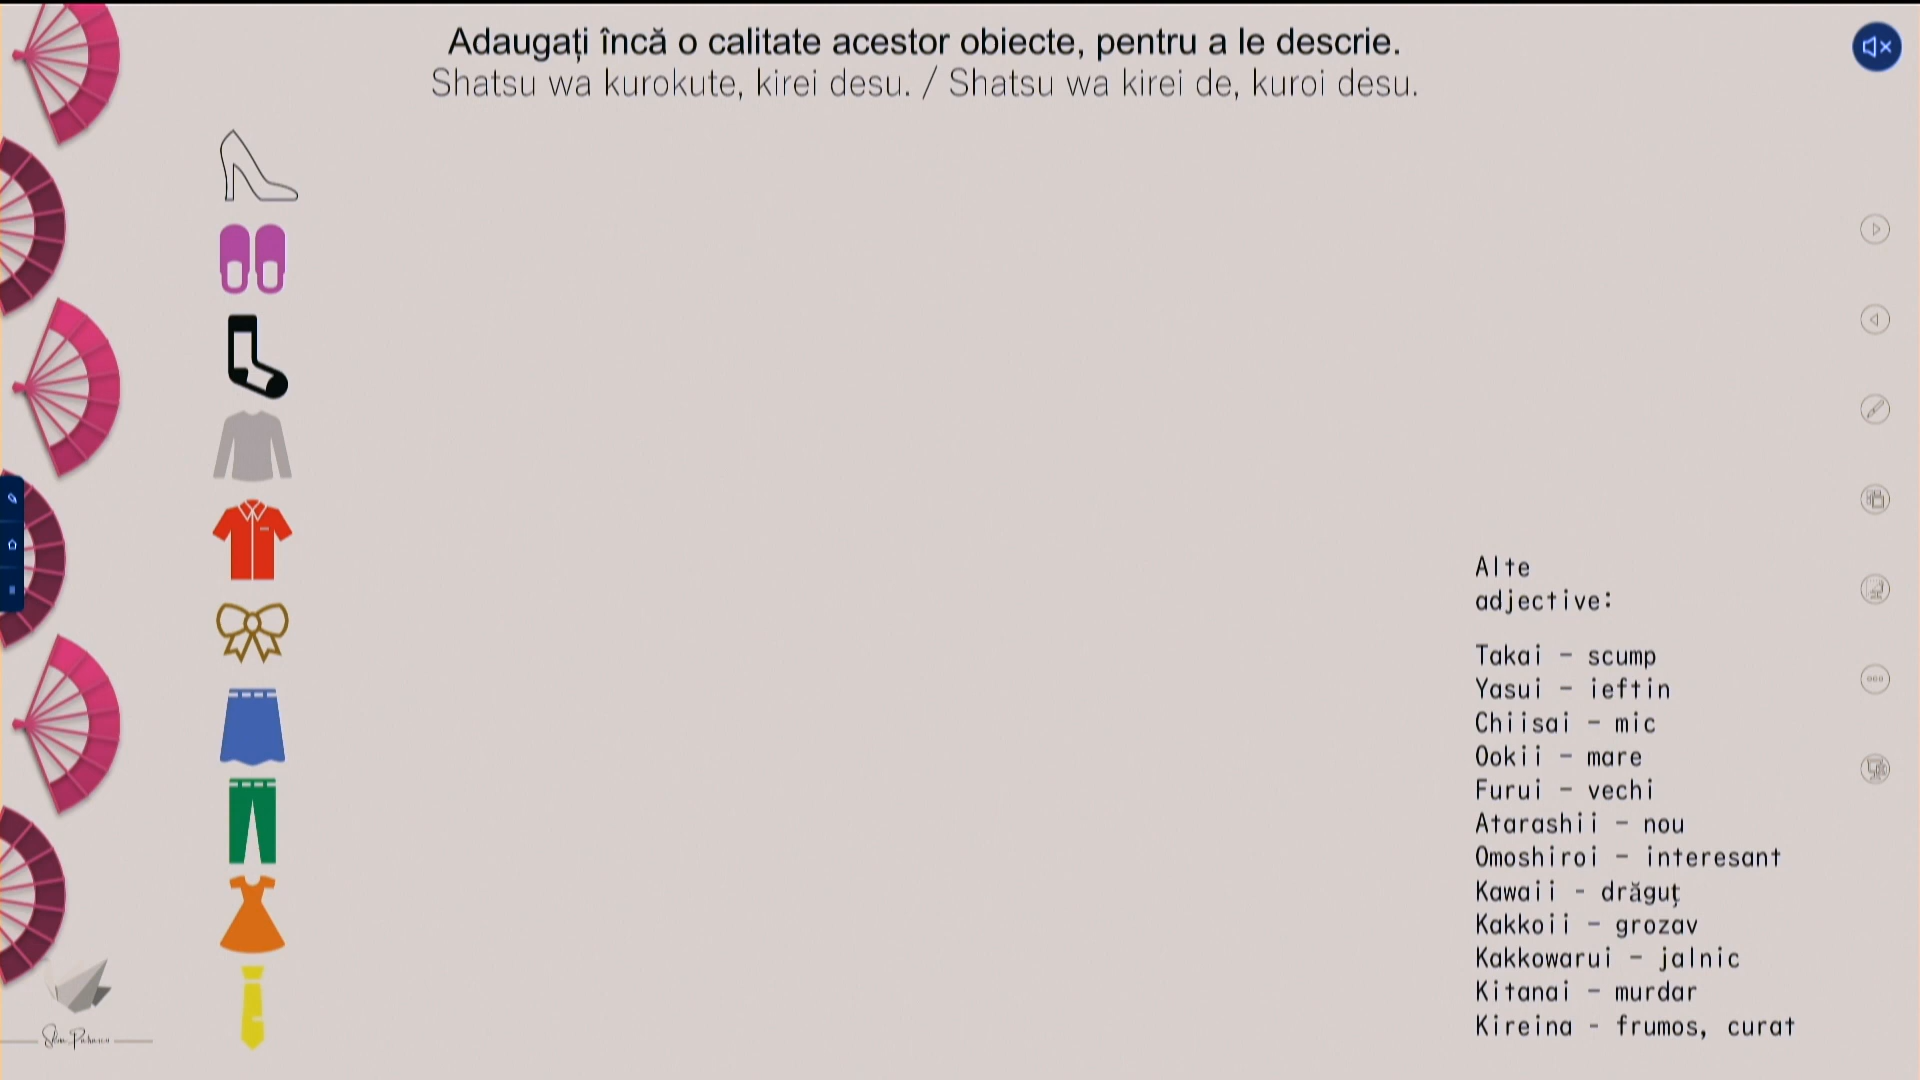 Adaugați încă o calitate acestor obiecte, pentru a le descrie.
Shatsu wa kurokute, kirei desu. / Shatsu wa kirei de, kuroi desu.
Alte
adjective:
Takai – scump
Yasui – ieftin
Chiisai – mic
Ookii – mare
Furui – vechi
Atarashii – nou
Omoshiroi – interesant
Kawaii - drăguț
Kakkoii – grozav
Kakkowarui – jalnic
Kitanai – murdar
Kireina - frumos, curat